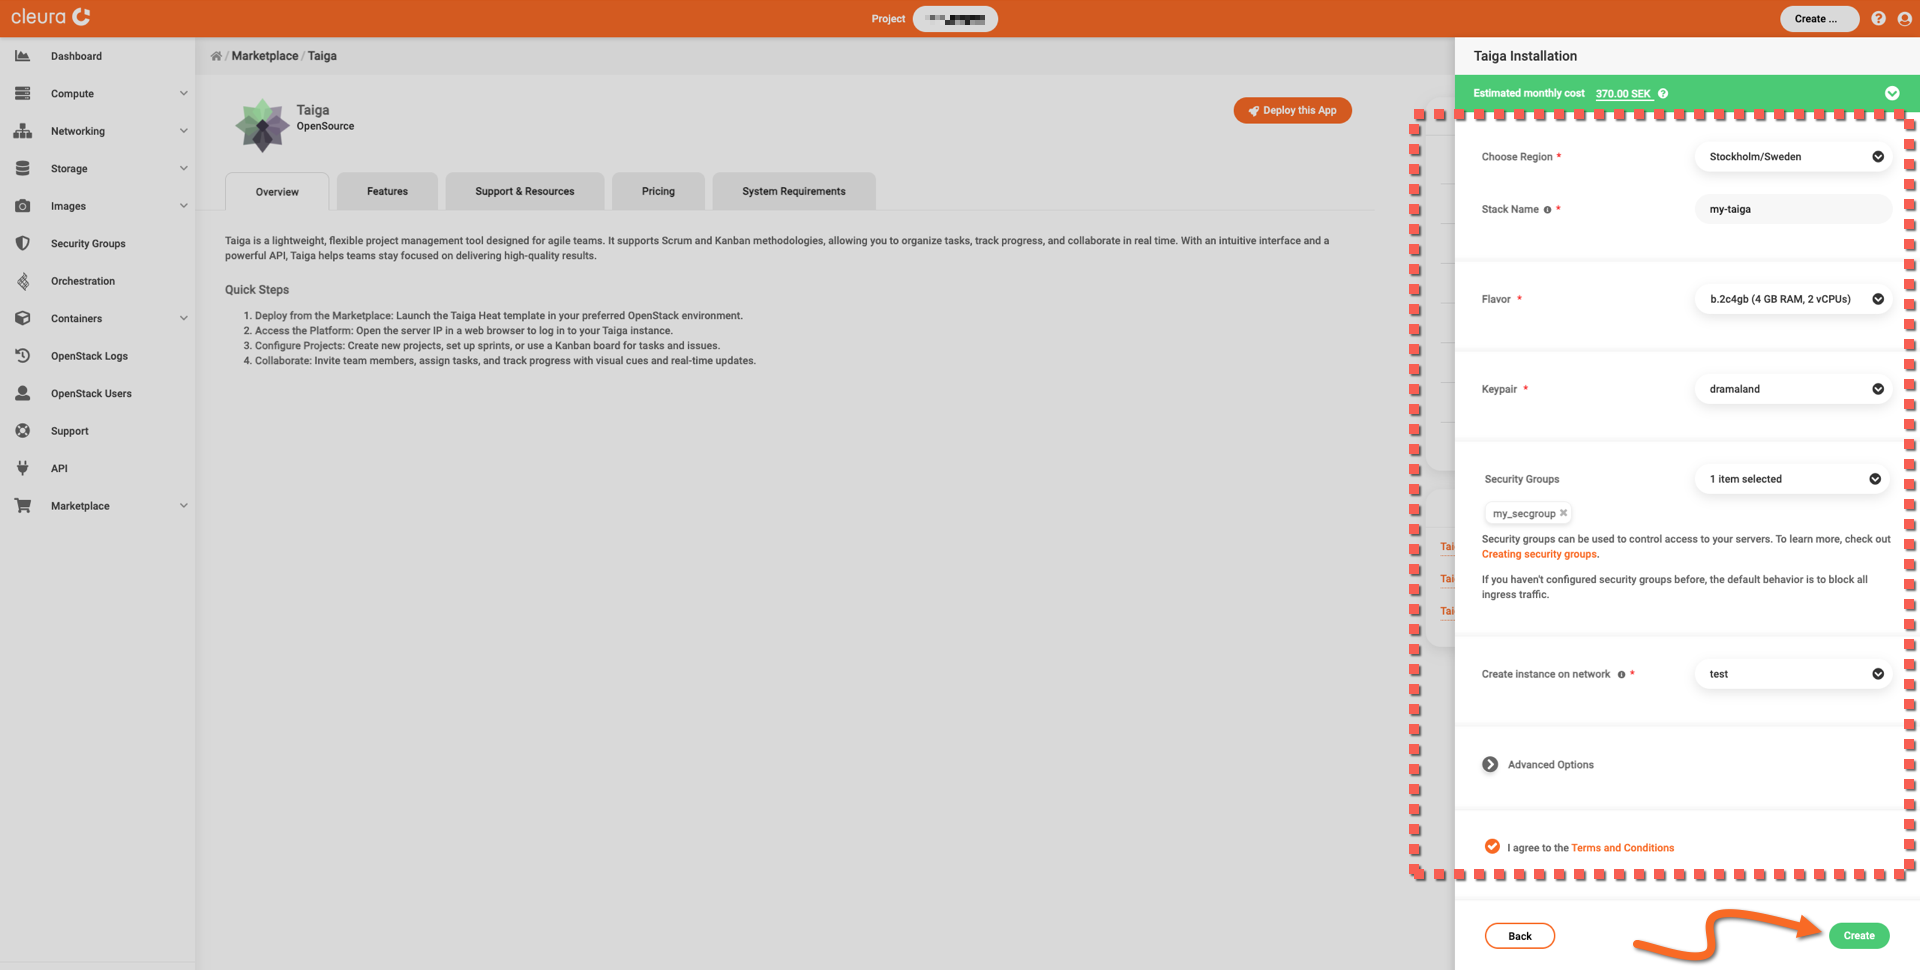 cleura
Project
Create ...
Dashboard
Compute
Networking
Storage
Images
Security Groups
Orchestration
Containers
OpenStack Logs
OpenStack Users
Support
API
Marketplace
/ Marketplace / Taiga
Taiga
OpenSource
Deploy this App
Overview
Features
Support & Resources
Pricing
System Requirements
Taiga is a lightweight, flexible project management tool designed for agile teams. It supports Scrum and Kanban methodologies, allowing you to organize tasks, track progress, and collaborate in real time. With an intuitive interface and a
powerful API, Taiga helps teams stay focused on delivering high-quality results.
Quick Steps
1. Deploy from the Marketplace: Launch the Taiga Heat template in your preferred OpenStack environment.
2. Access the Platform: Open the server IP in a web browser to log in to your Taiga instance.
3. Configure Projects: Create new projects, set up sprints, or use a Kanban board for tasks and issues.
4. Collaborate: Invite team members, assign tasks, and track progress with visual cues and real-time updates.
Tai
Tai
Tai
Taiga Installation
Estimated monthly cost 370.00 SEK
Choose Region * Stockholm/Sweden
Stack Name * my-taiga
Flavor * b.2c4gb (4 GB RAM, 2 vCPUs)
Keypair * dramaland
Security Groups 1 item selected
my_secgroup
Security groups can be used to control access to your servers. To learn more, check out
Creating security groups.
If you haven't configured security groups before, the default behavior is to block all
ingress traffic.
Create instance on network * test
Advanced Options
I agree to the Terms and Conditions
Back
Create